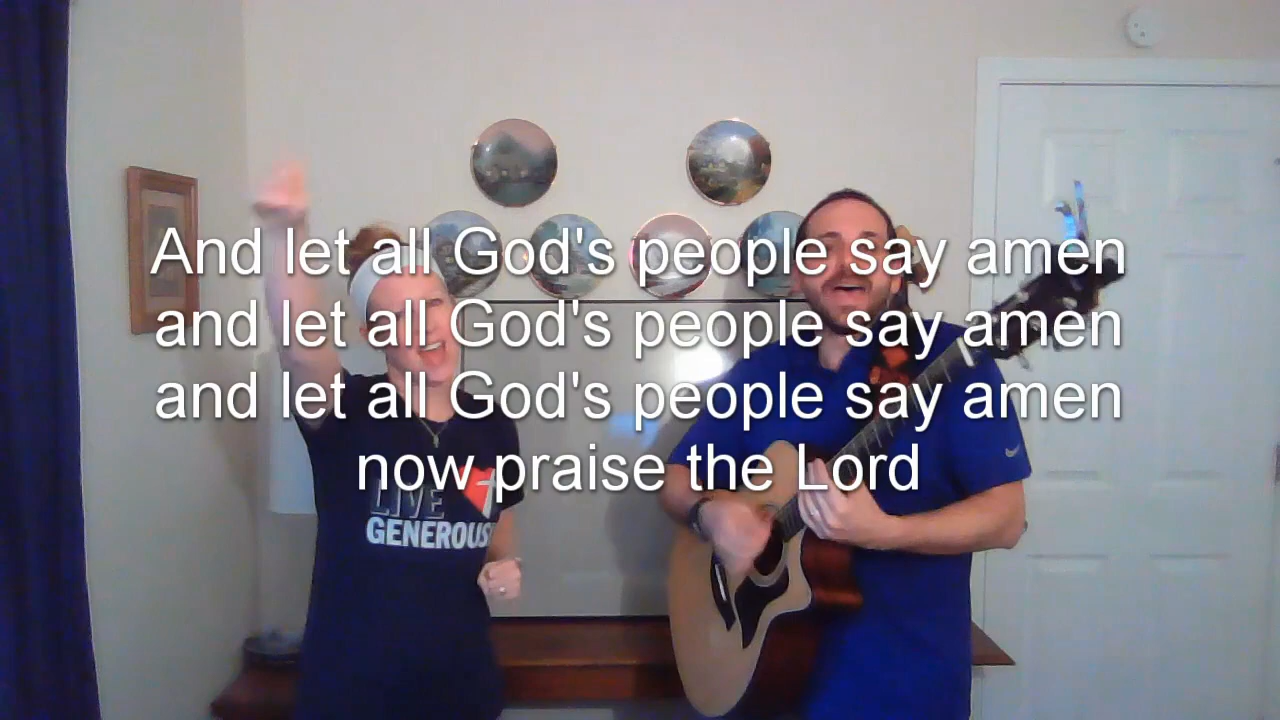 And let all God's people say amen
and let all God's people say amen
and let all God's people say amen
now praise the Lord
LIVE
GENEROUS